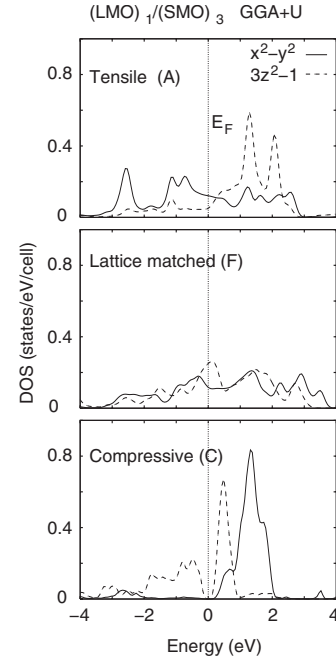 (LMO) 1/(SMO) 3 GGA+U
x²−y²
3z²−1
Tensile (A)
E_F
0.8
0.4
0
Lattice matched (F)
0.8
0.4
0
DOS (states/eV/cell)
Compressive (C)
0.8
0.4
0
−4 −2 0 2 4
Energy (eV)